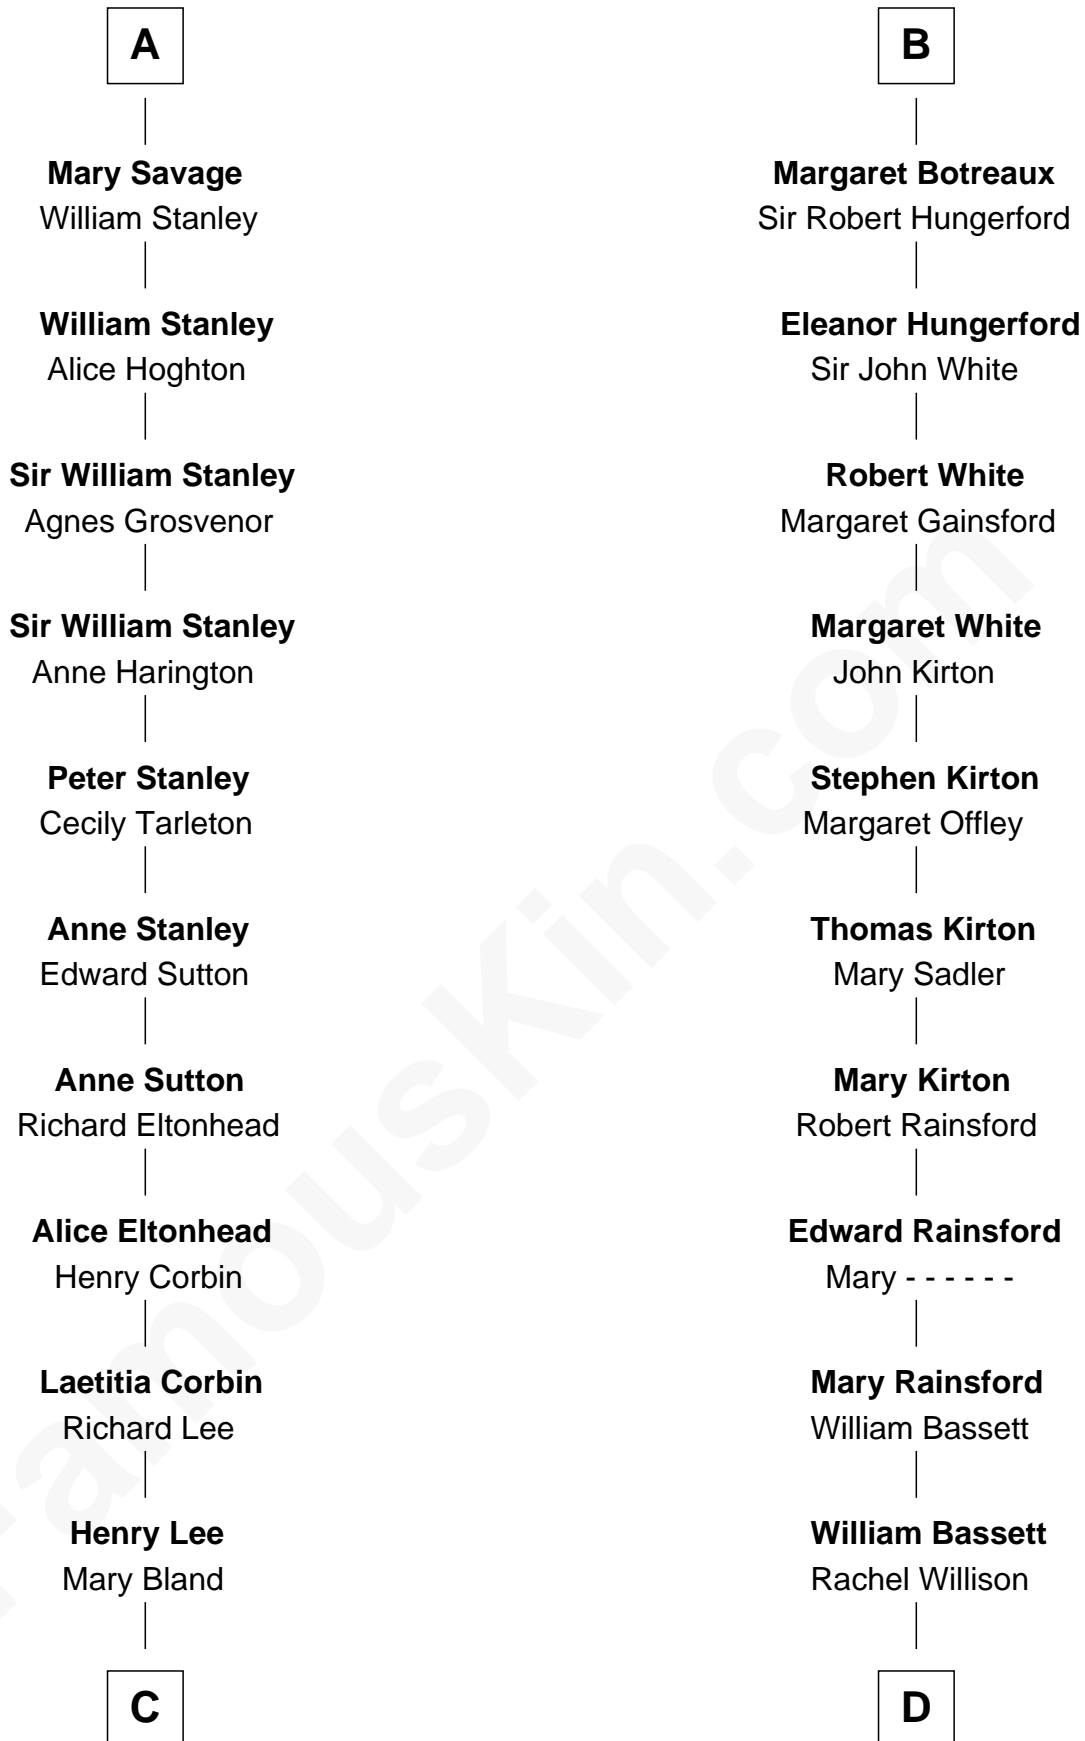 A
Mary Savage
William Stanley
William Stanley
Alice Hoghton
Sir William Stanley
Agnes Grosvenor
Sir William Stanley
Anne Harington
Peter Stanley
Cecily Tarleton
Anne Stanley
Edward Sutton
Anne Sutton
Richard Eltonhead
Alice Eltonhead
Henry Corbin
Laetitia Corbin
Richard Lee
Henry Lee
Mary Bland
C
B
Margaret Botreaux
Sir Robert Hungerford
Eleanor Hungerford
Sir John White
Robert White
Margaret Gainsford
Margaret White
John Kirton
Stephen Kirton
Margaret Offley
Thomas Kirton
Mary Sadler
Mary Kirton
Robert Rainsford
Edward Rainsford
Mary - - - - - -
Mary Rainsford
William Bassett
William Bassett
Rachel Willison
D
FamousKin.com